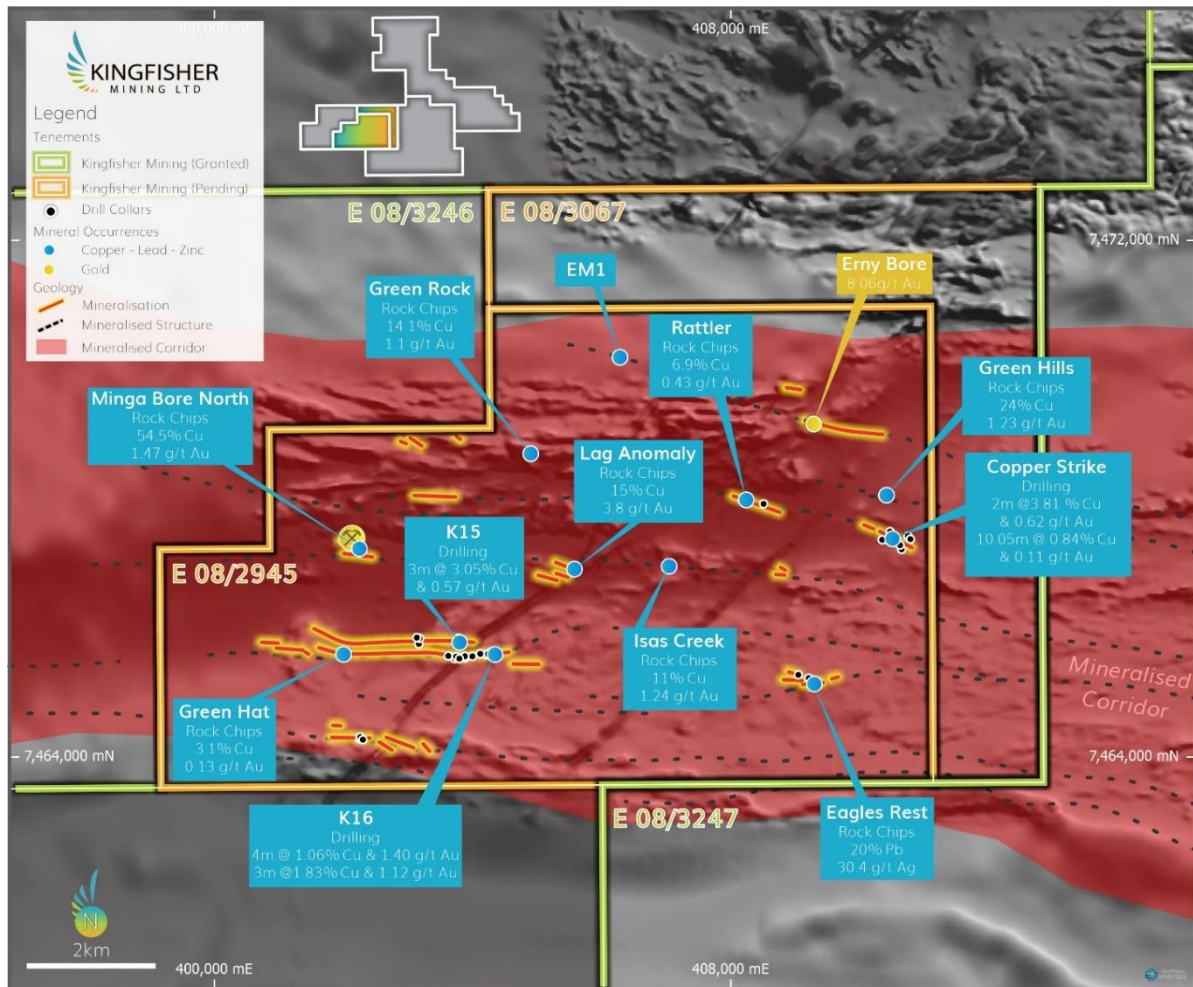 400,000 mE
408,000 mE
KINGFISHER
MINING LTD
Legend
Tenements
Kingfisher Mining (Granted)
Kingfisher Mining (Pending)
Drill Collars
Mineral Occurrences
Copper - Lead - Zinc
Gold
Geology
Mineralisation
Mineralised Structure
Mineralised Corridor
E 08/3246
E 08/3067
7,472,000 mN
EM1
Erny Bore
8.06g/t Au
Green Rock
Rock Chips
14.1% Cu
1.1 g/t Au
Rattler
Rock Chips
6.9% Cu
0.43 g/t Au
Green Hills
Rock Chips
24% Cu
1.23 g/t Au
Minga Bore North
Rock Chips
54.5% Cu
1.47 g/t Au
Lag Anomaly
Rock Chips
15% Cu
3.8 g/t Au
Copper Strike
Drilling
2m @3.81 % Cu
& 0.62 g/t Au
10.05m @ 0.84% Cu
& 0.11 g/t Au
K15
Drilling
3m @ 3.05% Cu
& 0.57 g/t Au
E 08/2945
Isas Creek
Rock Chips
11% Cu
1.24 g/t Au
Mineralised
Corridor
Green Hat
Rock Chips
3.1% Cu
0.13 g/t Au
7,464,000 mN
7,464,000 mN
K16
Drilling
4m @ 1.06% Cu & 1.40 g/t Au
3m @1.83% Cu & 1.12 g/t Au
E 08/3247
Eagles Rest
Rock Chips
20% Pb
30.4 g/t Ag
N
2km
400,000 mE
408,000 mE